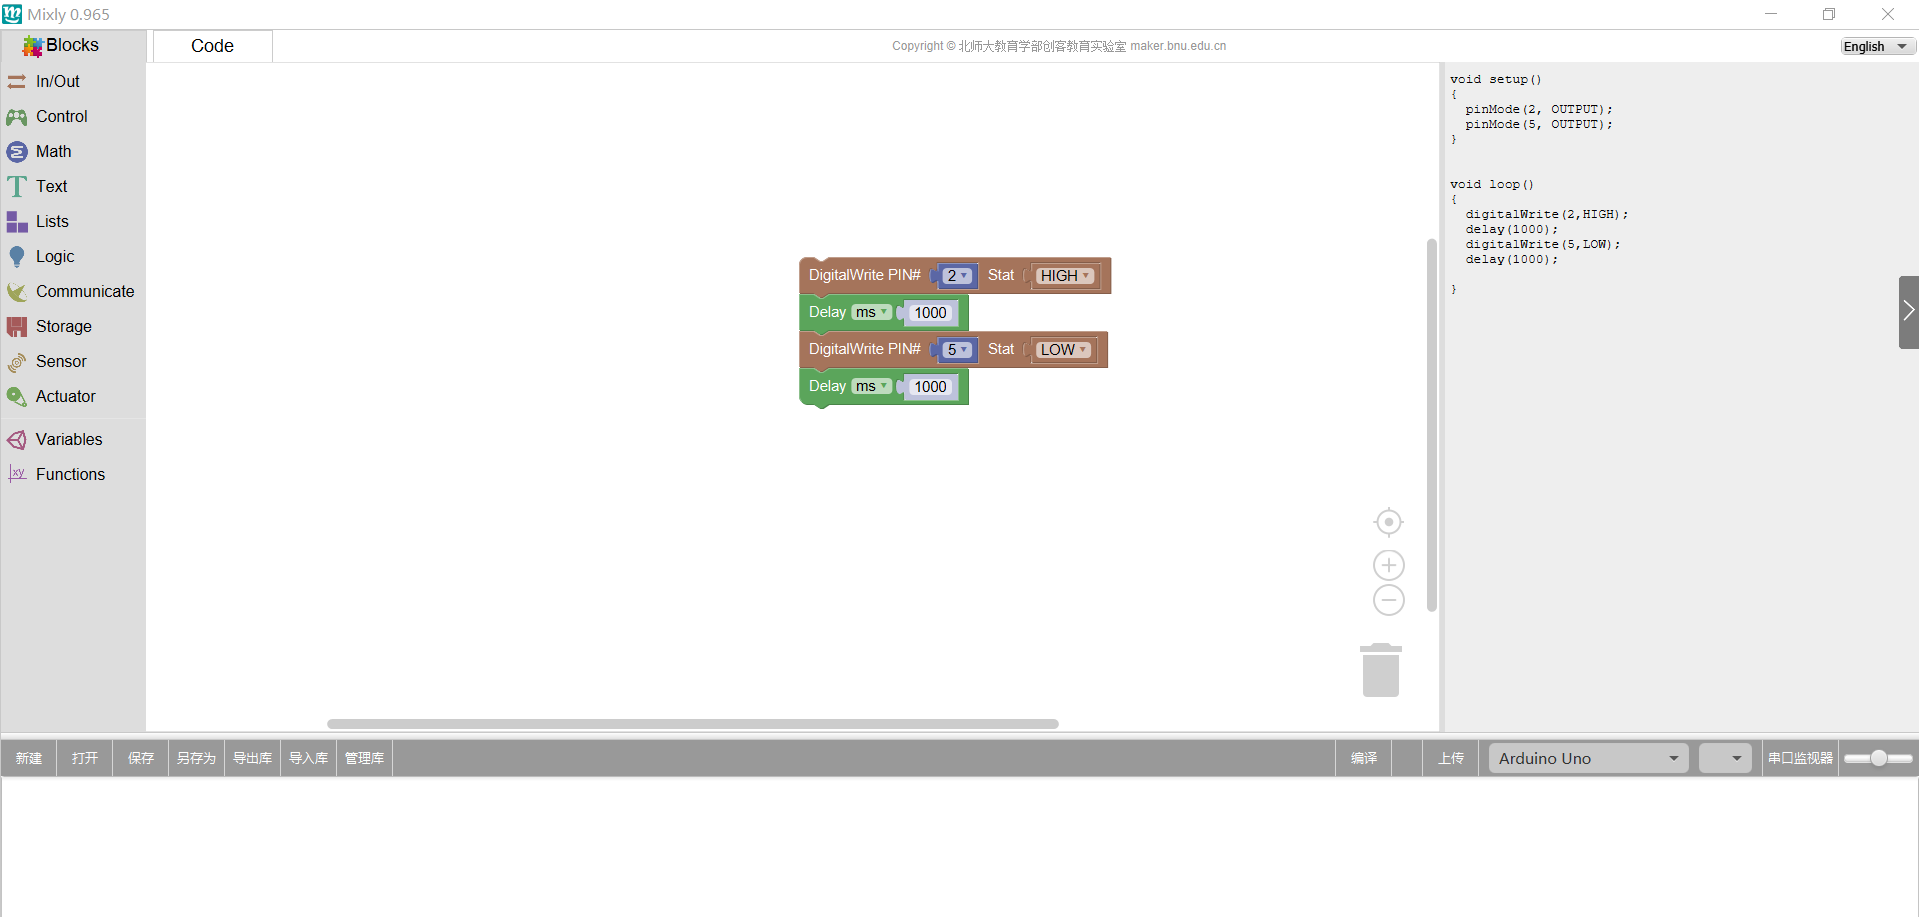 Mixly 0.965
Blocks
Code
Copyright © 北师大教育学部创客教育实验室 maker.bnu.edu.cn
English
In/Out
Control
Math
Text
Lists
Logic
Communicate
Storage
Sensor
Actuator
Variables
Functions
DigitalWrite PIN# 2 Stat HIGH
Delay ms 1000
DigitalWrite PIN# 5 Stat LOW
Delay ms 1000
void setup()
{
  pinMode(2, OUTPUT);
  pinMode(5, OUTPUT);
}
void loop()
{
  digitalWrite(2,HIGH);
  delay(1000);
  digitalWrite(5,LOW);
  delay(1000);
}
新建 打开 保存 另存为 导出库 导入库 管理库 编译 上传 Arduino Uno 串口监视器